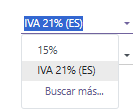 IVA 21% (ES)
15%
IVA 21% (ES)
Buscar más...